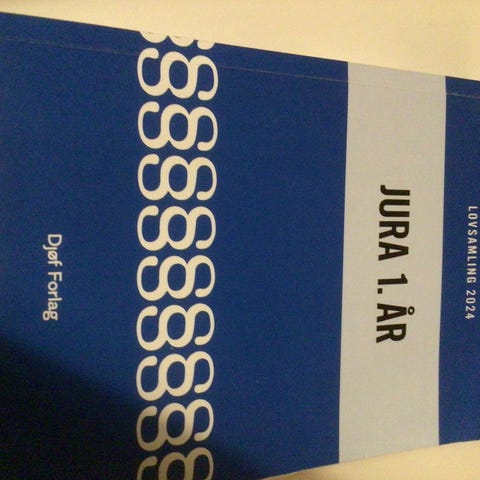 LOVSAMLING 2024
JURA 1. ÅR
§§§§§§§§§§
Djøf Forlag